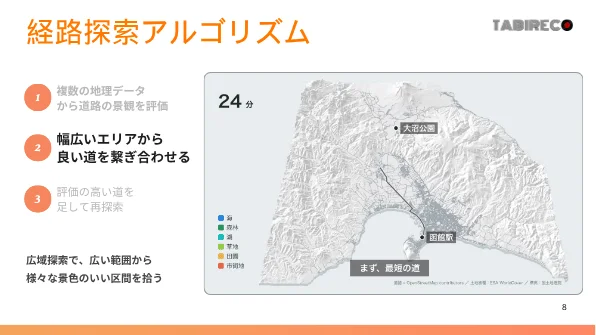 経路探索アルゴリズム
TABIRECO
1
複数の地理データ
から道路の景観を評価
2
幅広いエリアから
良い道を繋ぎ合わせる
3
評価の高い道を
足して再探索
広域探索で、広い範囲から
様々な景色のいい区間を拾う
24分
大沼公園
函館駅
海
森林
湖
草地
田園
市街地
まず、最短の道
8